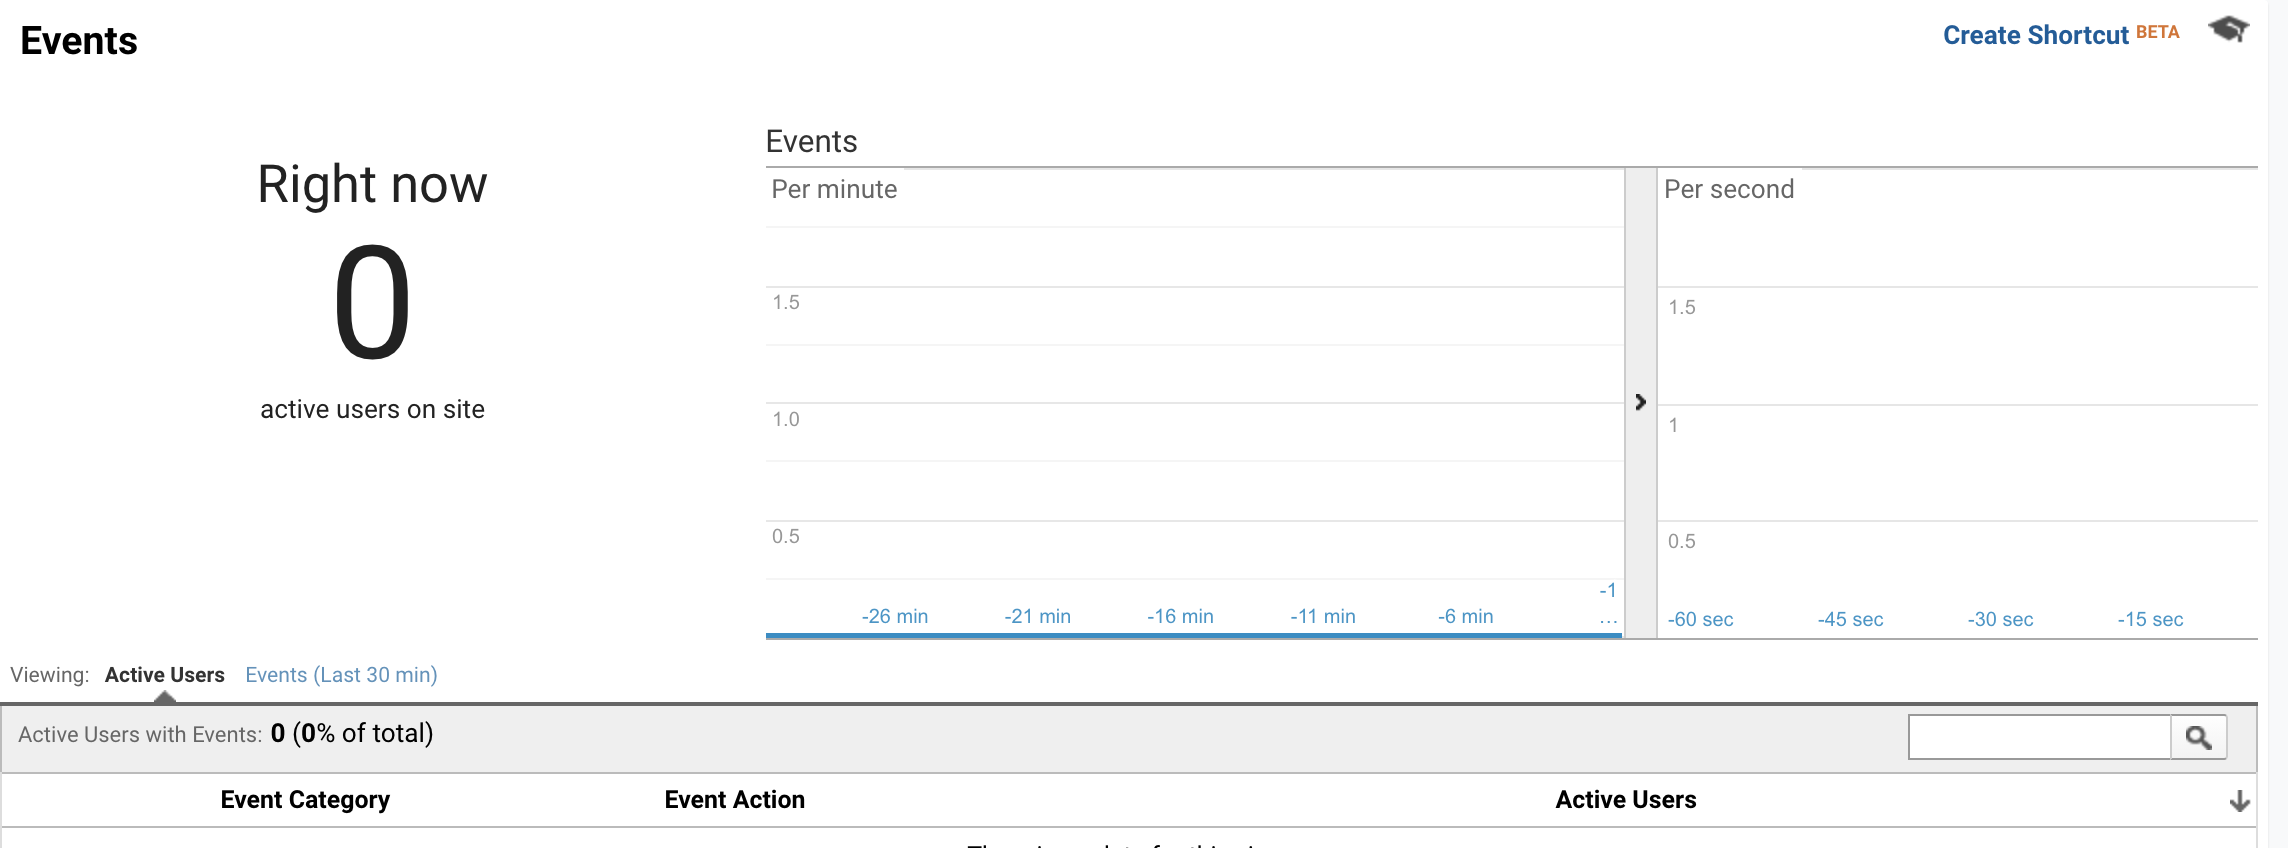 Events
Create Shortcut BETA
Right now
0
active users on site
Events
Per minute
1.5
1.0
0.5
-26 min
-21 min
-16 min
-11 min
-6 min
-1
...
Per second
1.5
1
0.5
-60 sec
-45 sec
-30 sec
-15 sec
Viewing: Active Users Events (Last 30 min)
Active Users with Events: 0 (0% of total)
Event Category Event Action Active Users